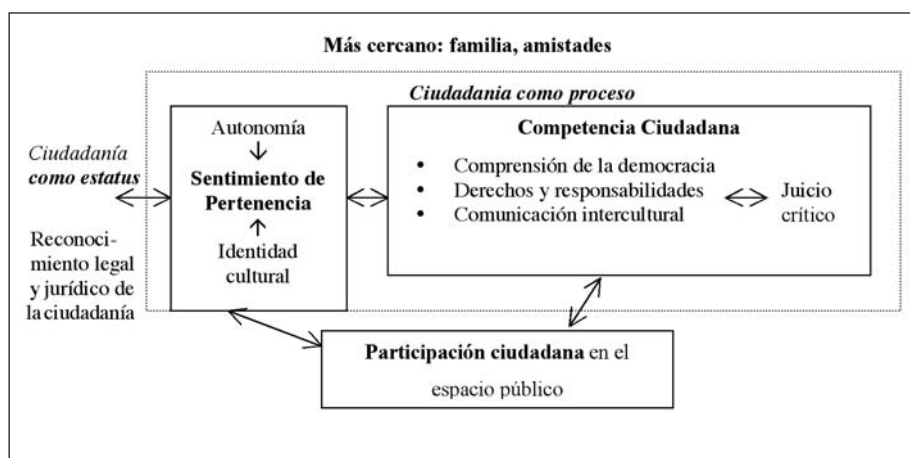 Más cercano: familia, amistades
Ciudadania como proceso
Ciudadanía
como estatus
Reconoci-
miento legal
y jurídico de
la ciudadanía
Autonomía
Sentimiento de
Pertenencia
Identidad
cultural
Competencia Ciudadana
• Comprensión de la democracia
• Derechos y responsabilidades
• Comunicación intercultural
Juicio
crítico
Participación ciudadana en el
espacio público